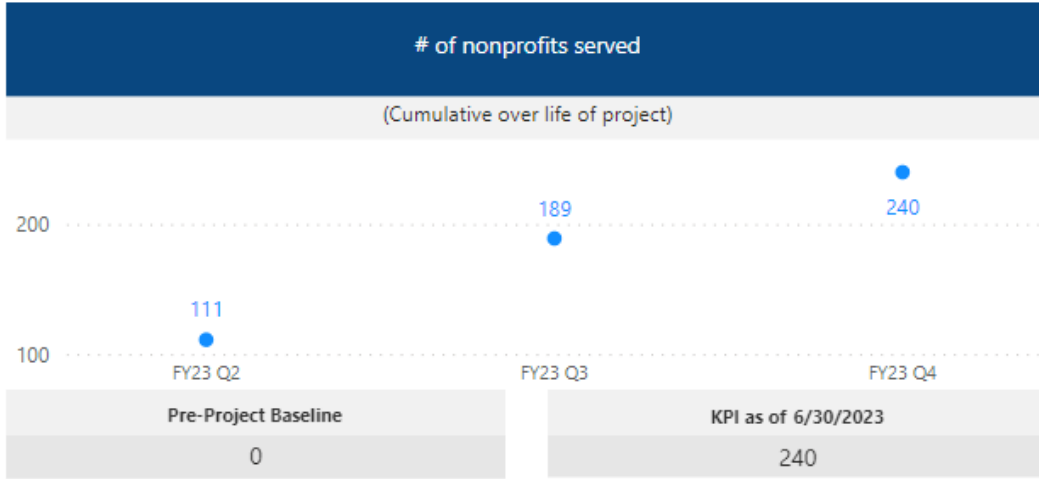 # of nonprofits served
(Cumulative over life of project)
200
100
111
189
240
FY23 Q2
FY23 Q3
FY23 Q4
Pre-Project Baseline
0
KPI as of 6/30/2023
240